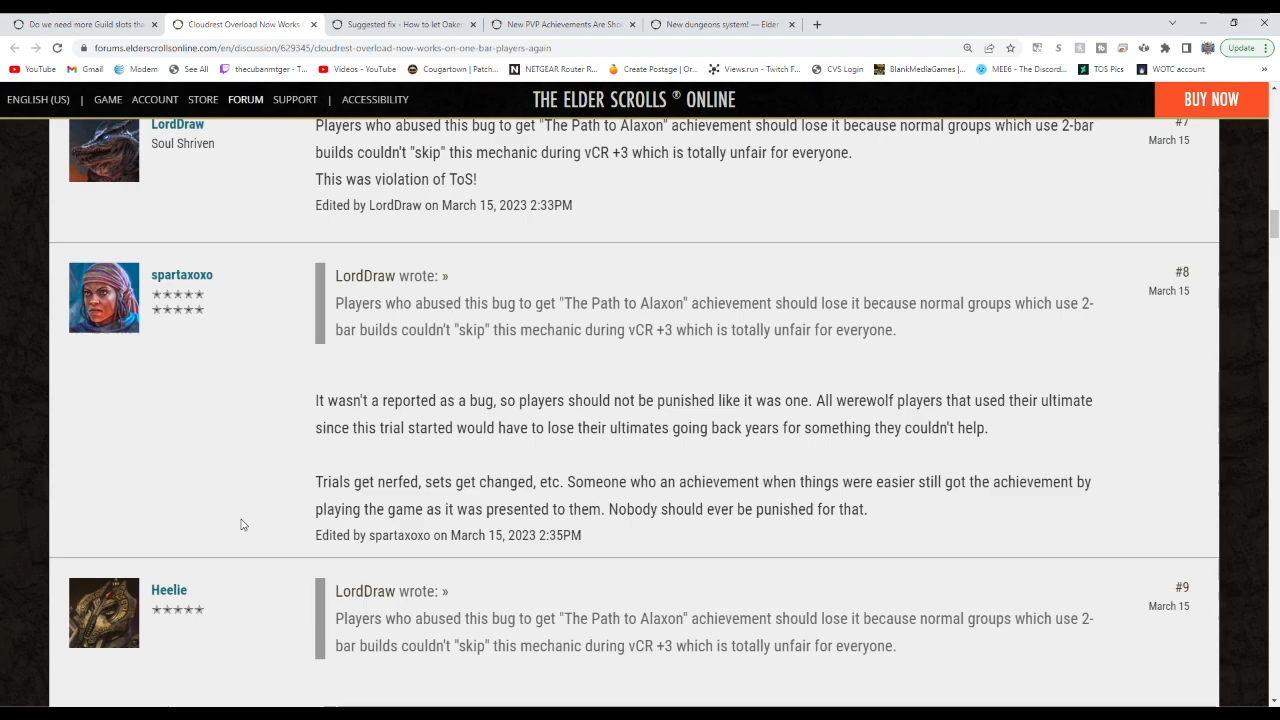 Do we need more Guild slots tha
Cloudrest Overload Now Works
Suggested fix - How to let Oaken
New PVP Achievements Are Sho
New dungeons system! — Elder
forums.elderscrollsonline.com/en/discussion/629345/cloudrest-overload-now-works-on-one-bar-players-again
Update
YouTube
Gmail
Modem
See All
thecubanmtger - T...
Videos - YouTube
Cougartown | Patch...
NETGEAR Router R...
Create Postage | Or...
Views.run - Twitch F...
CVS Login
BlankMediaGames |...
MEE6 - The Discord...
TOS Pics
WOTC account
»
ENGLISH (US) | GAME ACCOUNT STORE FORUM SUPPORT | ACCESSIBILITY
THE ELDER SCROLLS ® ONLINE
BUY NOW
LordDraw
Soul Shriven
#7
March 15
Players who abused this bug to get "The Path to Alaxon" achievement should lose it because normal groups which use 2-bar
builds couldn't "skip" this mechanic during vCR +3 which is totally unfair for everyone.
This was violation of ToS!
Edited by LordDraw on March 15, 2023 2:33PM
spartaxoxo
#8
March 15
LordDraw wrote: »
Players who abused this bug to get "The Path to Alaxon" achievement should lose it because normal groups which use 2-
bar builds couldn't "skip" this mechanic during vCR +3 which is totally unfair for everyone.
It wasn't a reported as a bug, so players should not be punished like it was one. All werewolf players that used their ultimate
since this trial started would have to lose their ultimates going back years for something they couldn't help.
Trials get nerfed, sets get changed, etc. Someone who an achievement when things were easier still got the achievement by
playing the game as it was presented to them. Nobody should ever be punished for that.
Edited by spartaxoxo on March 15, 2023 2:35PM
Heelie
#9
March 15
LordDraw wrote: »
Players who abused this bug to get "The Path to Alaxon" achievement should lose it because normal groups which use 2-
bar builds couldn't "skip" this mechanic during vCR +3 which is totally unfair for everyone.